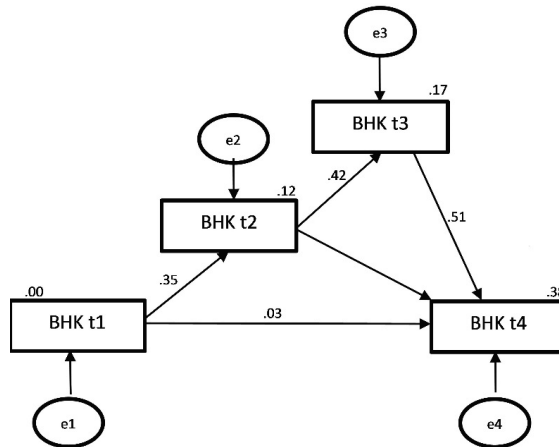 e3
.17
BHK t3
e2
.12
.42
BHK t2
.51
.35
.00
.03
.38
BHK t1
BHK t4
e1
e4